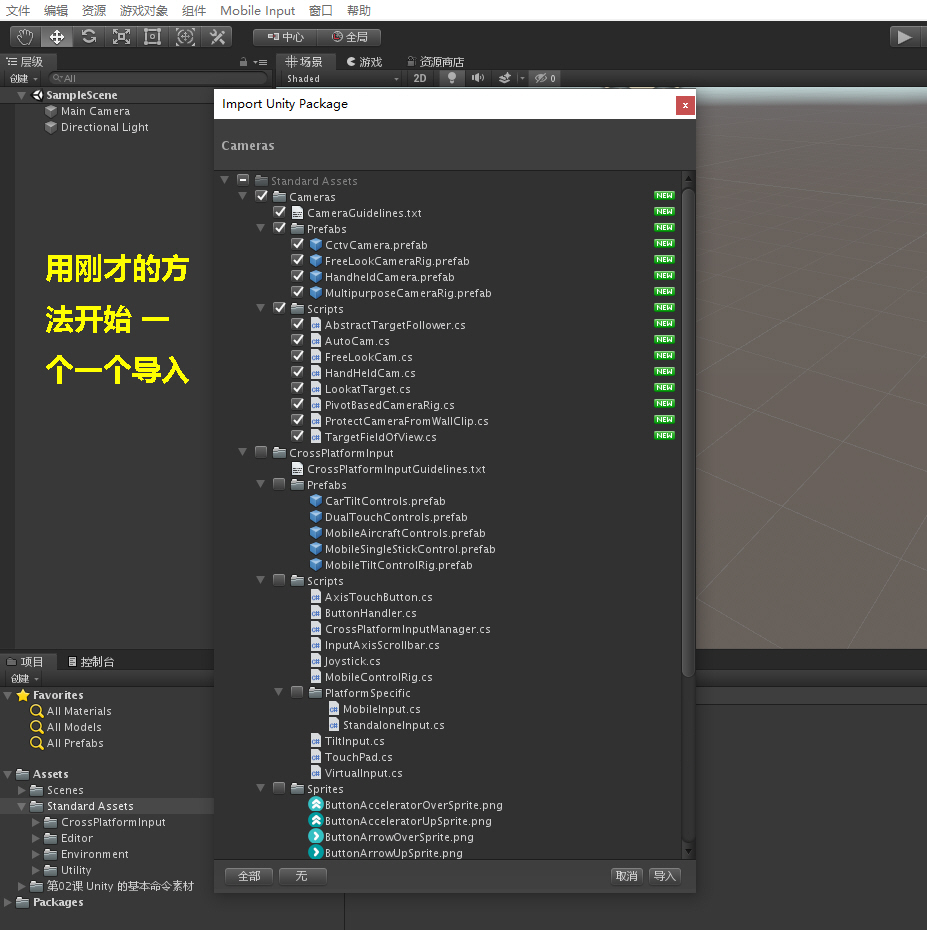 文件 编辑 资源 游戏对象 组件 Mobile Input 窗口 帮助
中心 全局
层级 场景 游戏 资源商店
创建 All Shaded 2D 0
SampleScene
Main Camera
Directional Light
Import Unity Package
x
Cameras
Standard Assets
Cameras NEW
CameraGuidelines.txt NEW
Prefabs NEW
CctvCamera.prefab NEW
FreeLookCameraRig.prefab NEW
HandheldCamera.prefab NEW
MultipurposeCameraRig.prefab NEW
Scripts NEW
AbstractTargetFollower.cs NEW
AutoCam.cs NEW
FreeLookCam.cs NEW
HandHeldCam.cs NEW
LookatTarget.cs NEW
PivotBasedCameraRig.cs NEW
ProtectCameraFromWallClip.cs NEW
TargetFieldOfView.cs NEW
CrossPlatformInput
CrossPlatformInputGuidelines.txt
Prefabs
CarTiltControls.prefab
DualTouchControls.prefab
MobileAircraftControls.prefab
MobileSingleStickControl.prefab
MobileTiltControlRig.prefab
Scripts
AxisTouchButton.cs
ButtonHandler.cs
CrossPlatformInputManager.cs
InputAxisScrollbar.cs
Joystick.cs
MobileControlRig.cs
PlatformSpecific
MobileInput.cs
StandaloneInput.cs
TiltInput.cs
TouchPad.cs
VirtualInput.cs
Sprites
ButtonAcceleratorOverSprite.png
ButtonAcceleratorUpSprite.png
ButtonArrowOverSprite.png
ButtonArrowUpSprite.png
全部 无 取消 导入
用刚才的方
法开始 一
个一个导入
项目 控制台
创建
Favorites
All Materials
All Models
All Prefabs
Assets
Scenes
Standard Assets
CrossPlatformInput
Editor
Environment
Utility
第02课 Unity 的基本命令素材
Packages